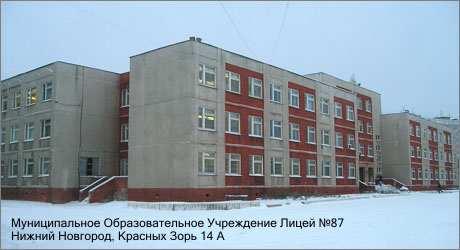 Муниципальное Образовательное Учреждение Лицей №87
Нижний Новгород, Красных Зорь 14 А